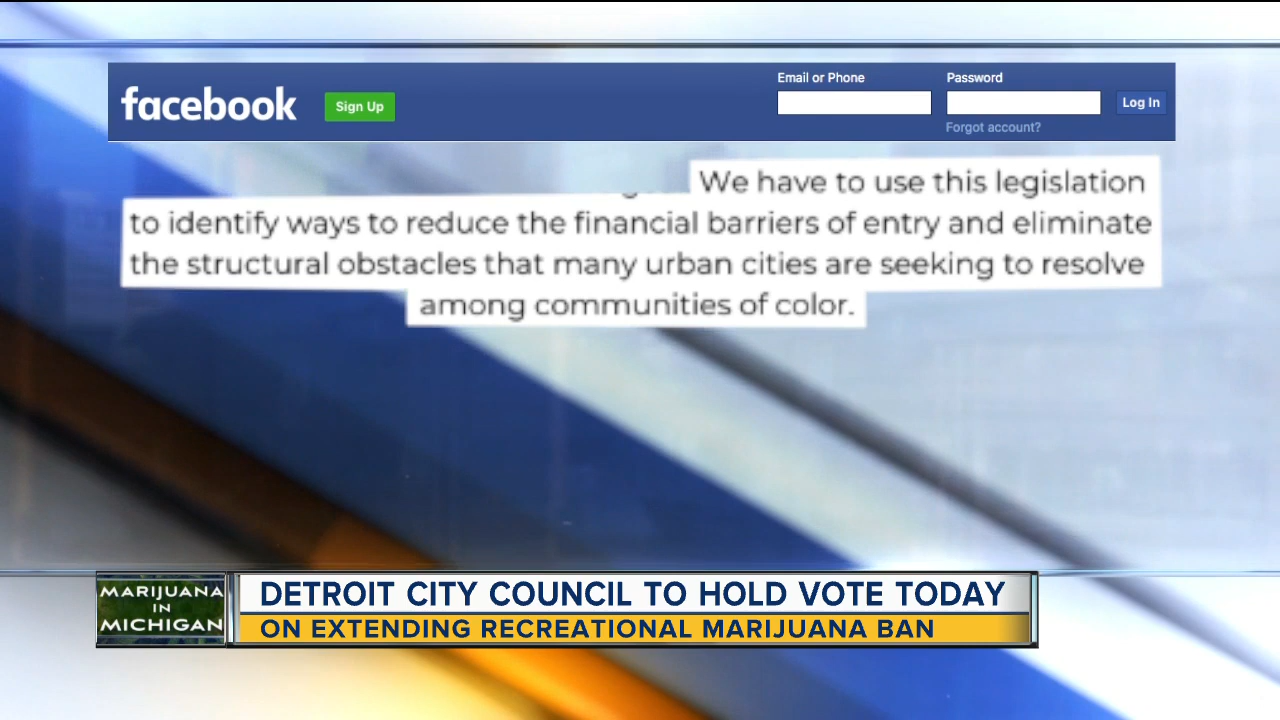 facebook
Sign Up
Email or Phone
Password
Log In
Forgot account?
We have to use this legislation
to identify ways to reduce the financial barriers of entry and eliminate
the structural obstacles that many urban cities are seeking to resolve
among communities of color.
MARIJUANA
IN
MICHIGAN
DETROIT CITY COUNCIL TO HOLD VOTE TODAY
ON EXTENDING RECREATIONAL MARIJUANA BAN